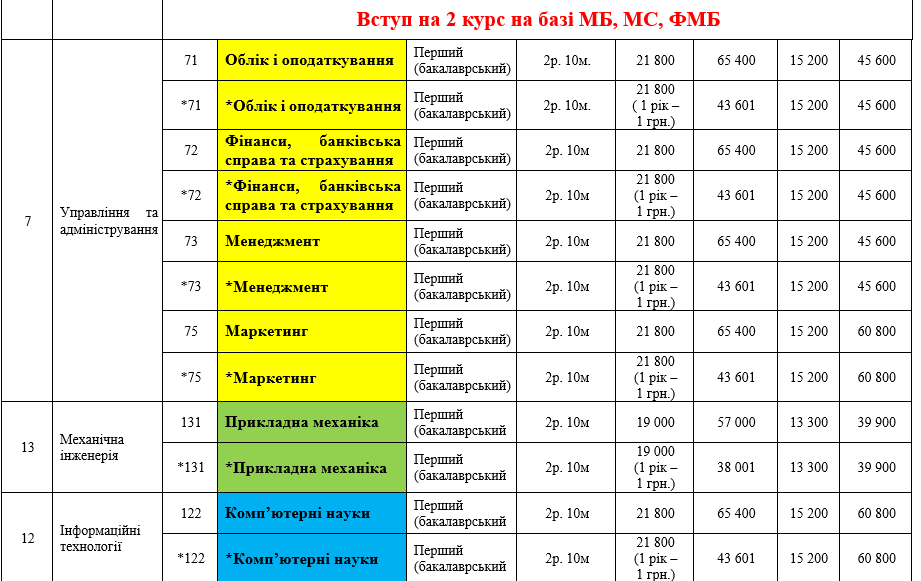 Вступ на 2 курс на базі МБ, МС, ФМБ
7
Управління та
адміністрування
71
Облік і оподаткування
Перший
(бакалаврський)
2р. 10м.
21 800
65 400
15 200
45 600
*71
*Облік і оподаткування
Перший
(бакалаврський)
2р. 10м.
21 800
( 1 рік –
1 грн.)
43 601
15 200
45 600
72
Фінанси, банківська
справа та страхування
Перший
(бакалаврський)
2р. 10м
21 800
65 400
15 200
45 600
*72
*Фінанси, банківська
справа та страхування
Перший
(бакалаврський)
2р. 10м
21 800
(1 рік –
1 грн.)
43 601
15 200
45 600
73
Менеджмент
Перший
(бакалаврський)
2р. 10м
21 800
65 400
15 200
45 600
*73
*Менеджмент
Перший
(бакалаврський)
2р. 10м
21 800
(1 рік –
1 грн.)
43 601
15 200
45 600
75
Маркетинг
Перший
(бакалаврський)
2р. 10м
21 800
65 400
15 200
60 800
*75
*Маркетинг
Перший
(бакалаврський)
2р. 10м
21 800
(1 рік –
1 грн.)
43 601
15 200
60 800
13
Механічна
інженерія
131
Прикладна механіка
Перший
(бакалаврський
2р. 10м
19 000
57 000
13 300
39 900
*131
*Прикладна механіка
Перший
(бакалаврський
2р. 10м
19 000
(1 рік –
1 грн.)
38 001
13 300
39 900
12
Інформаційні
технології
122
Комп’ютерні науки
Перший
(бакалаврський
2р. 10м
21 800
65 400
15 200
60 800
*122
*Комп’ютерні науки
Перший
(бакалаврський
2р. 10м
21 800
(1 рік –
1 грн.)
43 601
15 200
60 800